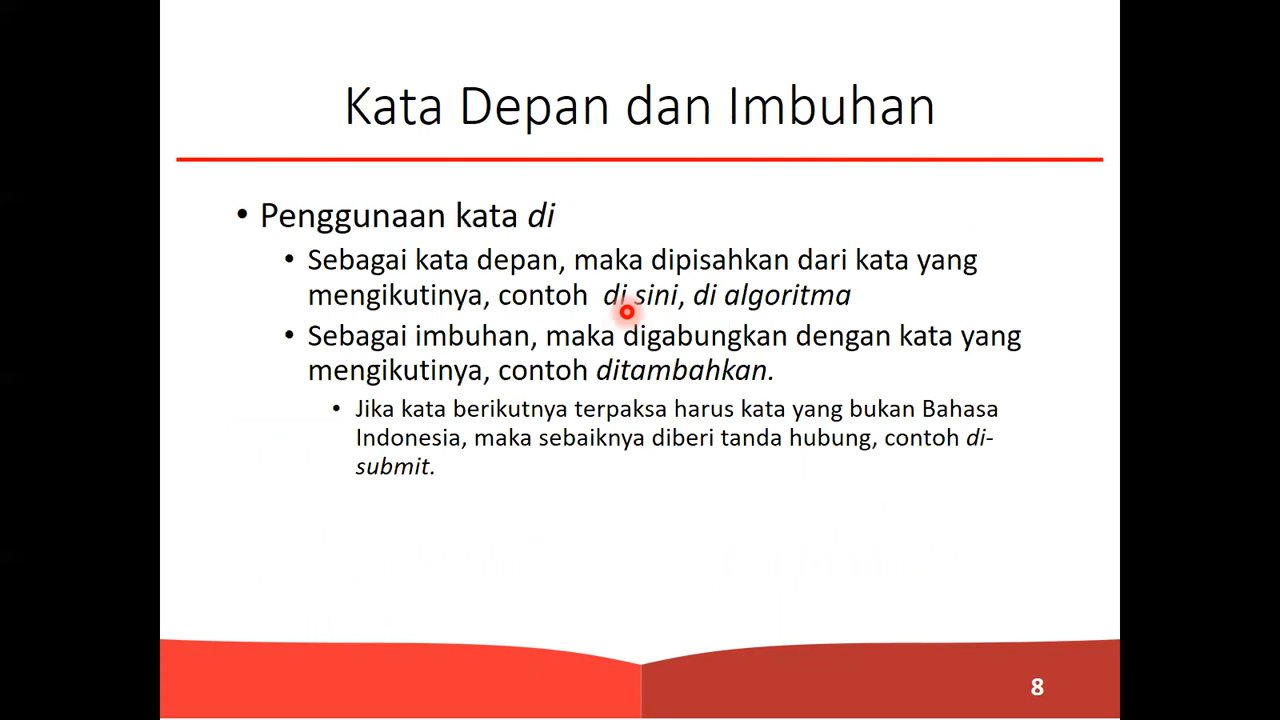 Kata Depan dan Imbuhan
• Penggunaan kata di
• Sebagai kata depan, maka dipisahkan dari kata yang
mengikutinya, contoh di sini, di algoritma
• Sebagai imbuhan, maka digabungkan dengan kata yang
mengikutinya, contoh ditambahkan.
• Jika kata berikutnya terpaksa harus kata yang bukan Bahasa
Indonesia, maka sebaiknya diberi tanda hubung, contoh di-
submit.
8